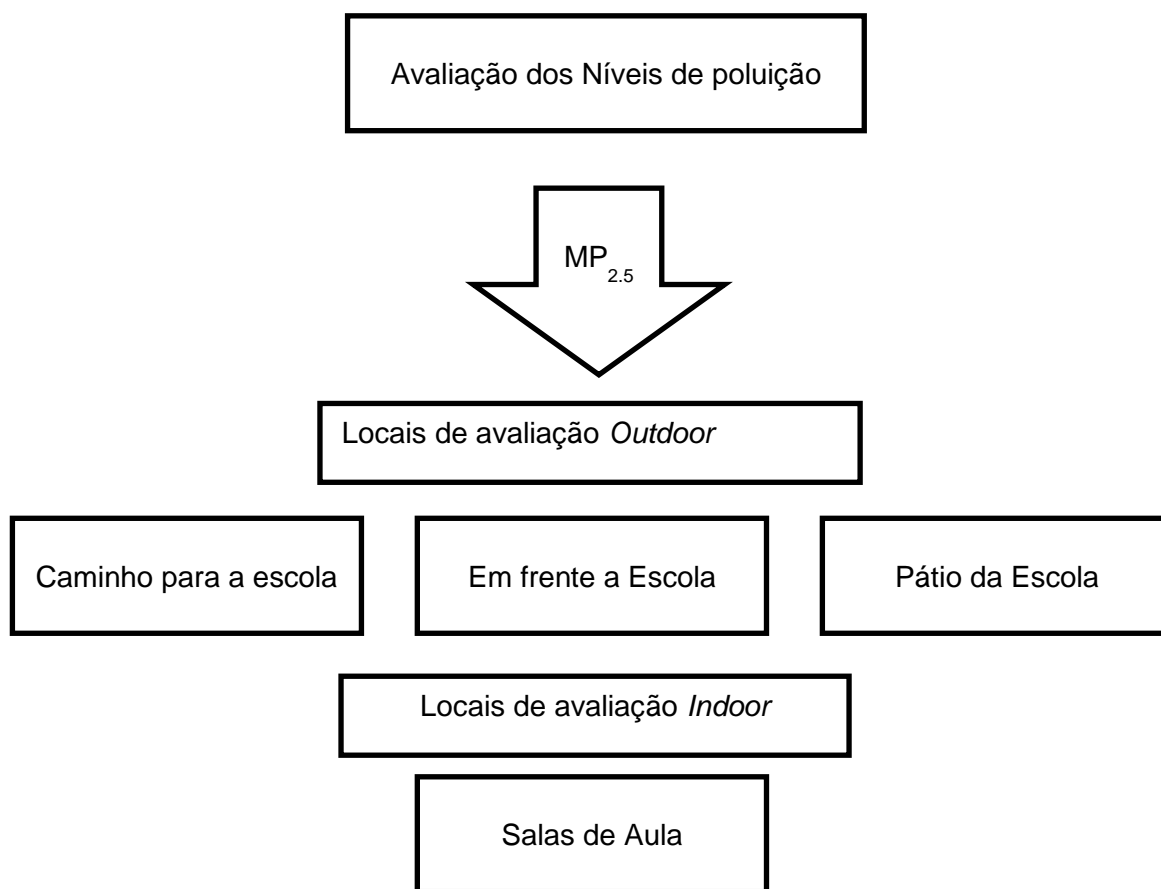 Avaliação dos Níveis de poluição
MP2.5
Locais de avaliação Outdoor
Caminho para a escola
Em frente a Escola
Pátio da Escola
Locais de avaliação Indoor
Salas de Aula